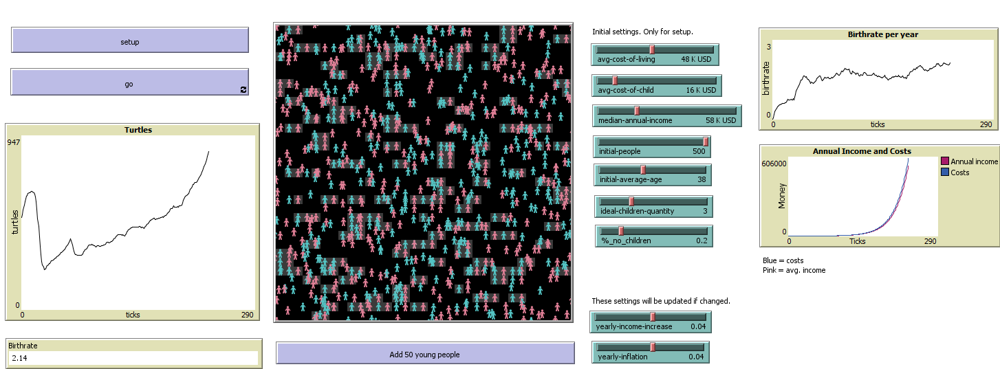 setup
go
Turtles
947
turtles
0
0
ticks
290
Birthrate
2.14
Add 50 young people
Initial settings. Only for setup.
avg-cost-of-living 48 K USD
avg-cost-of-child 16 K USD
median-annual-income 58 K USD
initial-people 500
initial-average-age 38
ideal-children-quantity 3
%_no_children 0.2
These settings will be updated if changed.
yearly-income-increase 0.04
yearly-inflation 0.04
Birthrate per year
3
birthrate
0
0
ticks
290
Annual Income and Costs
606000
Money
0
0
Ticks
290
Annual income
Costs
Blue = costs
Pink = avg. income